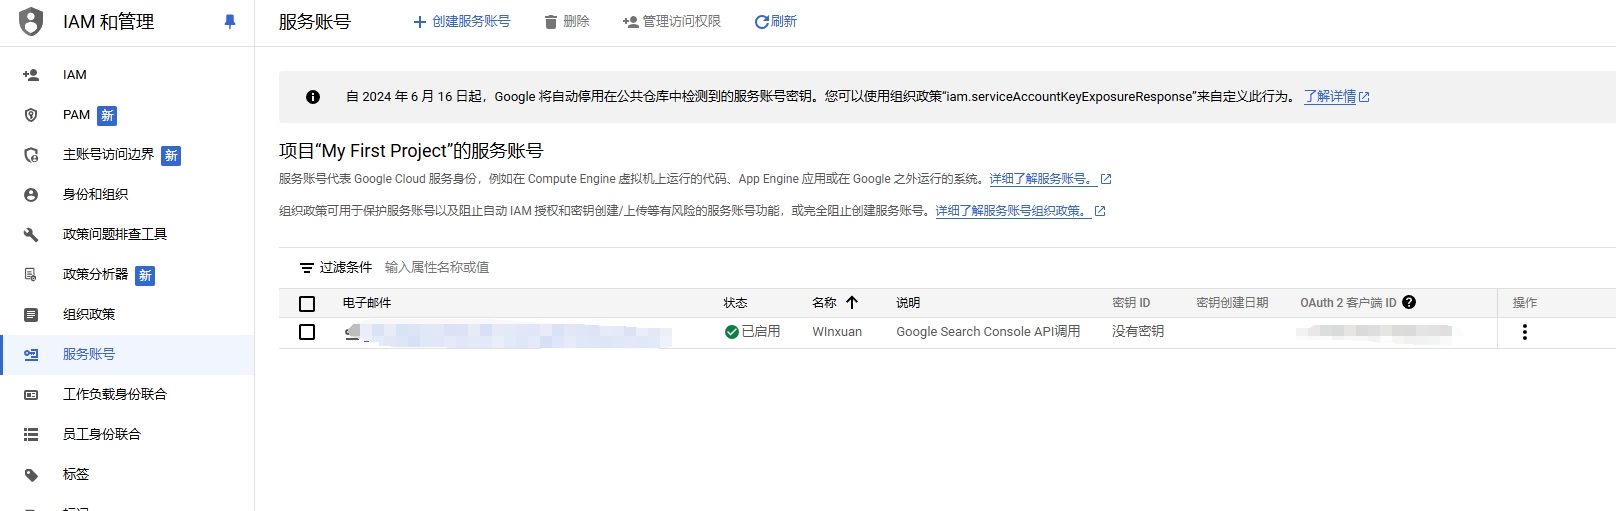 IAM 和管理
服务账号
创建服务账号
删除
管理访问权限
刷新
IAM
PAM 新
主账号访问边界 新
身份和组织
政策问题排查工具
政策分析器 新
组织政策
服务账号
工作负载身份联合
员工身份联合
标签
自 2024 年 6 月 16 日起，Google 将自动停用在公共仓库中检测到的服务账号密钥。您可以使用组织政策“iam.serviceAccountKeyExposureResponse”来自定义此行为。 了解详情
项目“My First Project”的服务账号
服务账号代表 Google Cloud 服务身份，例如在 Compute Engine 虚拟机上运行的代码、App Engine 应用或在 Google 之外运行的系统。详细了解服务账号。
组织政策可用于保护服务账号以及阻止自动 IAM 授权和密钥创建/上传等有风险的服务账号功能，或完全阻止创建服务账号。详细了解服务账号组织政策。
过滤条件 输入属性名称或值
电子邮件 状态 名称 说明 密钥 ID 密钥创建日期 OAuth 2 客户端 ID 操作
已启用 WInxuan Google Search Console API调用 没有密钥